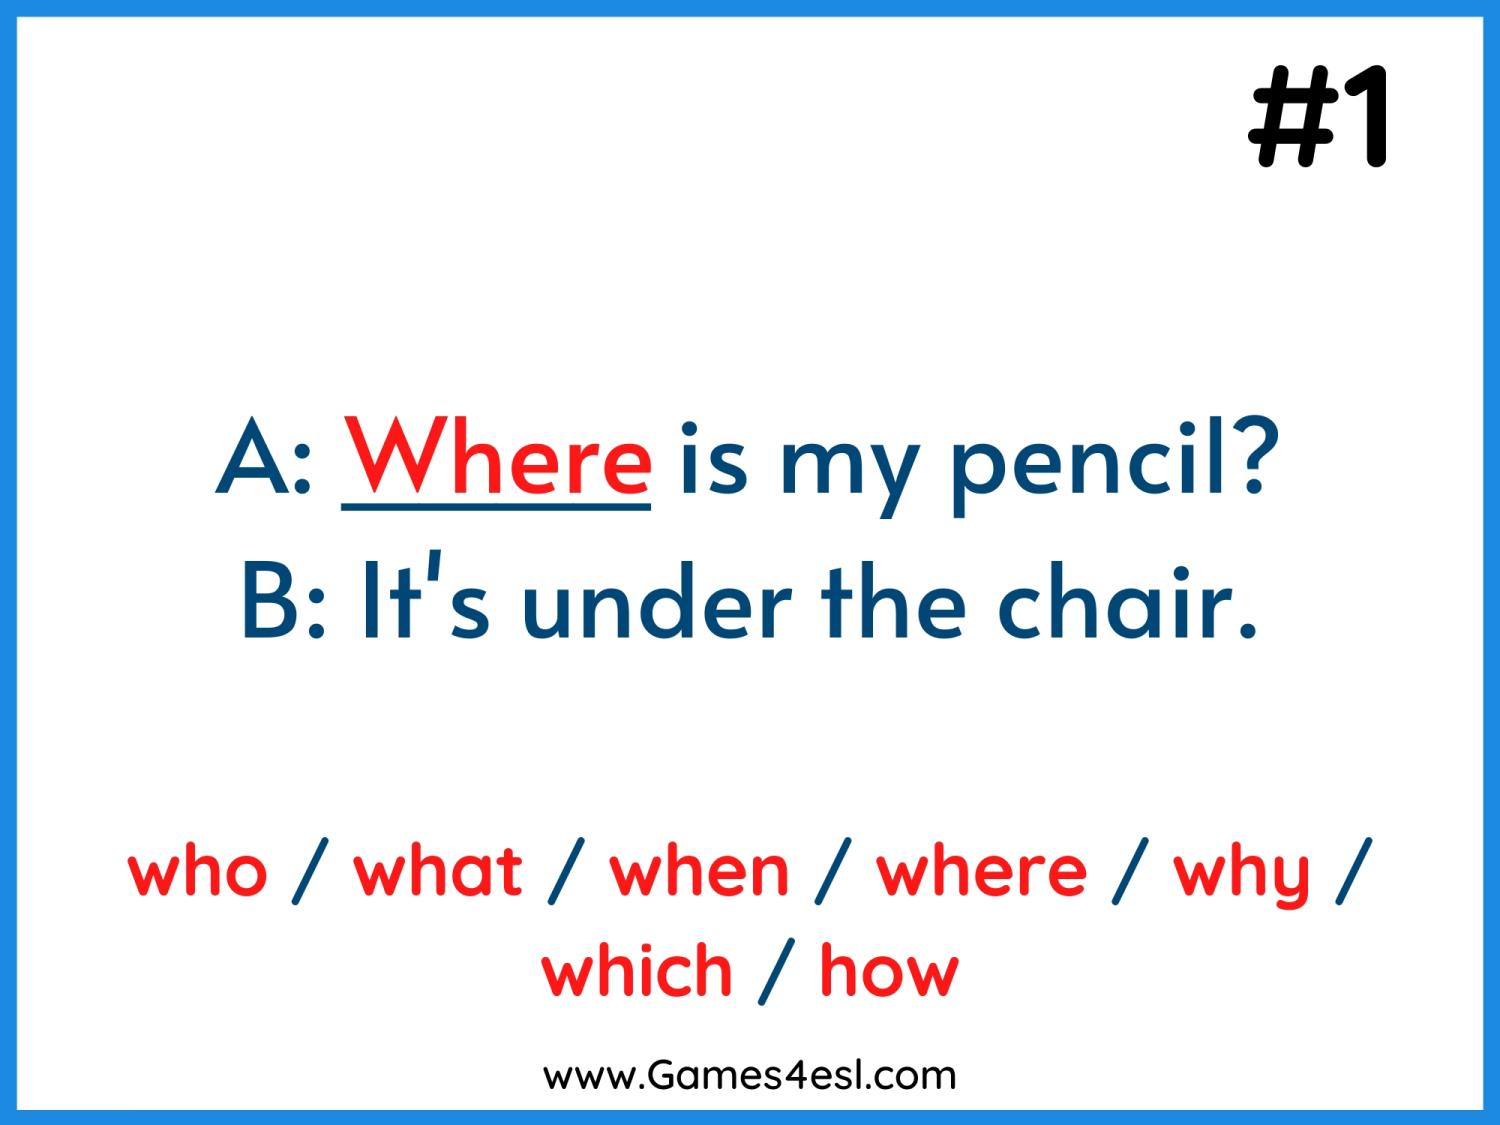 #1
A: Where is my pencil?
B: It's under the chair.
who / what / when / where / why /
which / how
www.Games4esl.com